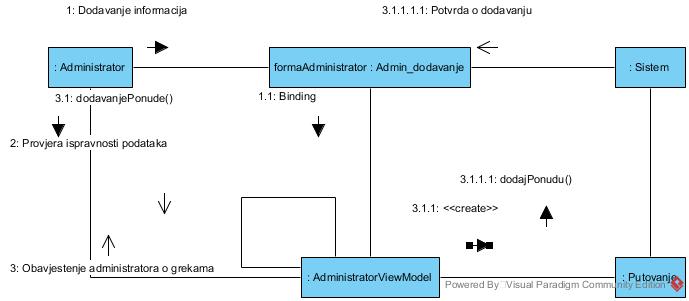 1: Dodavanje informacija
3.1.1.1.1: Potvrda o dodavanju
: Administrator
formaAdministrator : Admin_dodavanje
: Sistem
3.1: dodavanjePonude()
1.1: Binding
2: Provjera ispravnosti podataka
3.1.1.1: dodajPonudu()
3.1.1: <<create>>
3: Obavjestenje administratora o grekama
: AdministratorViewModel
: Putovanje
Powered By Visual Paradigm Community Edition